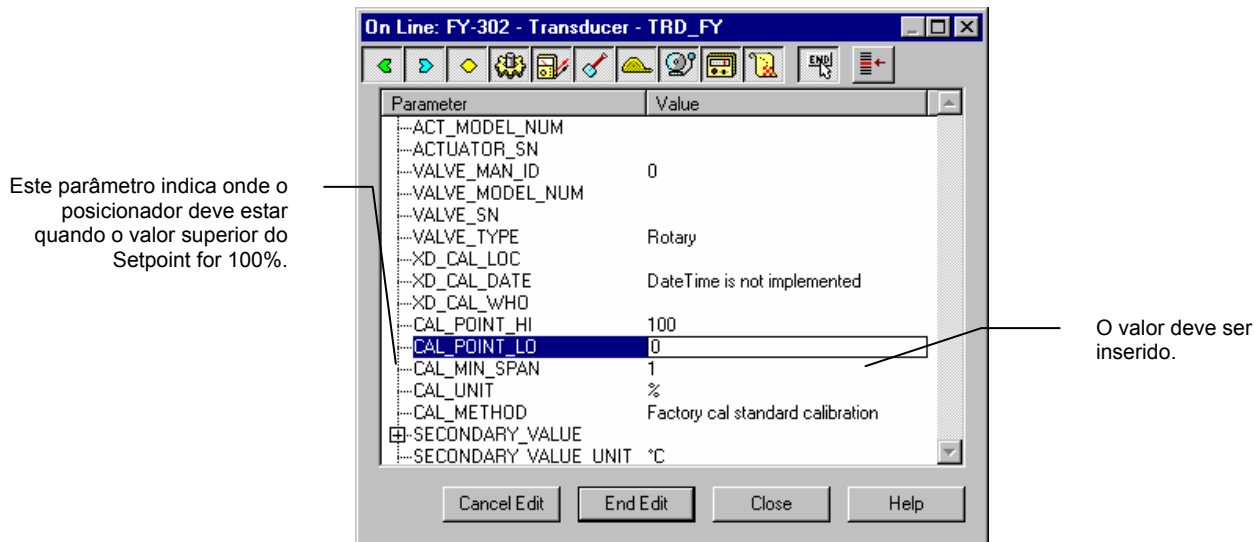 On Line: FY-302 - Transducer - TRD_FY
END
Parameter Value
ACT_MODEL_NUM
ACTUATOR_SN
VALVE_MAN_ID 0
VALVE_MODEL_NUM
VALVE_SN
VALVE_TYPE Rotary
XD_CAL_LOC
XD_CAL_DATE DateTime is not implemented
XD_CAL_WHO
CAL_POINT_HI 100
CAL_POINT_LO 0
CAL_MIN_SPAN 1
CAL_UNIT %
CAL_METHOD Factory cal standard calibration
SECONDARY_VALUE
SECONDARY_VALUE_UNIT °C
Cancel Edit End Edit Close Help
Este parâmetro indica onde o
posicionador deve estar
quando o valor superior do
Setpoint for 100%.
O valor deve ser
inserido.